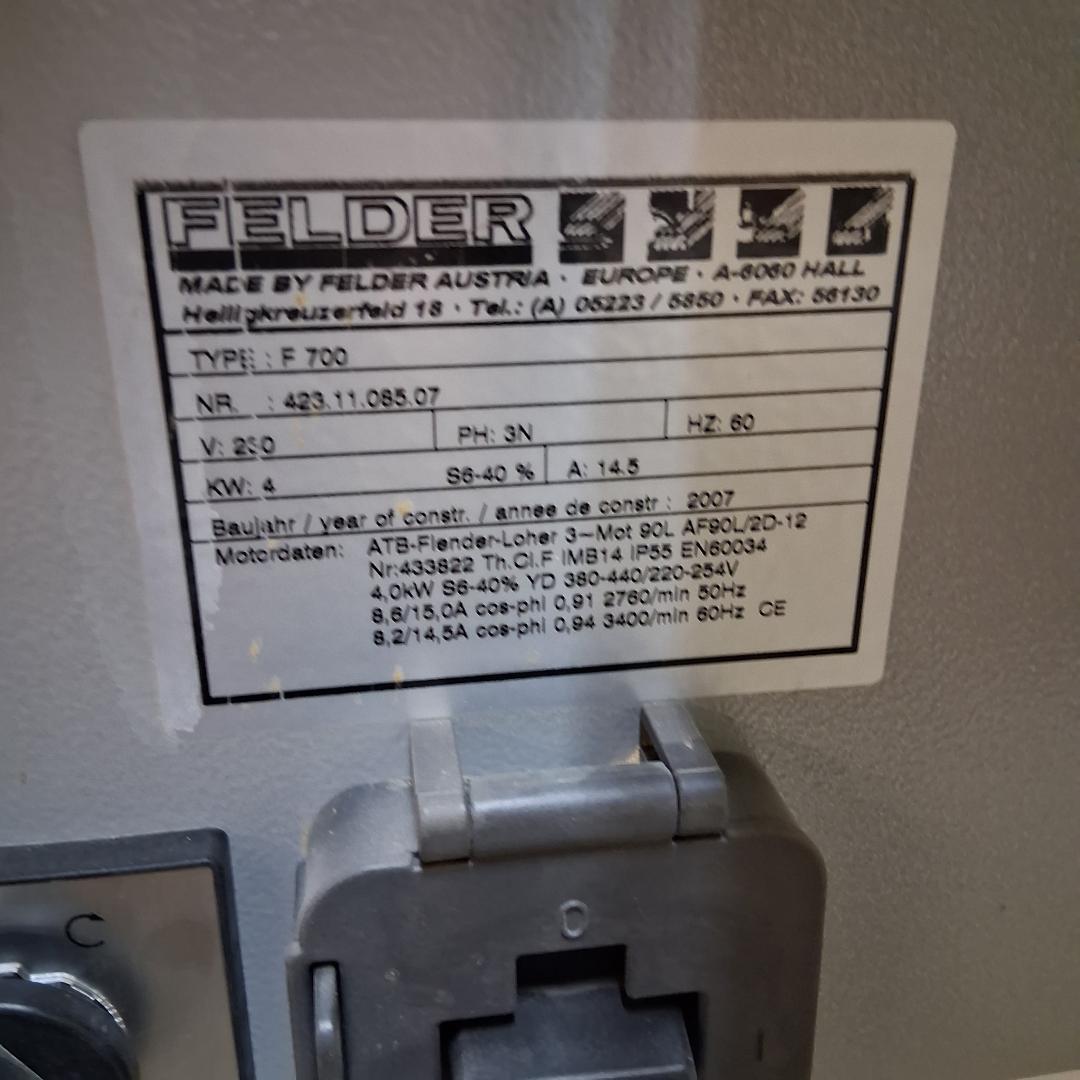 FELDER
MADE BY FELDER AUSTRIA · EUROPE · A-6060 HALL
Heiligkreuzerfeld 18 · Tel.: (A) 05223 / 5850 · FAX: 56130
TYPE : F 700
NR. : 423.11.085.07
V: 230 PH: 3N HZ: 60
KW: 4 S6-40 % A: 14.5
Baujahr / year of constr. / annee de constr : 2007
Motordaten: ATB-Flender-Loher 3~Mot 90L AF90L/2D-12
Nr:433822 Th.Cl.F IMB14 IP55 EN60034
4,0kW S6-40% YD 380-440/220-254V
8,6/15,0A cos-phi 0,91 2760/min 50Hz
8,2/14,5A cos-phi 0,94 3400/min 60Hz CE
0
I